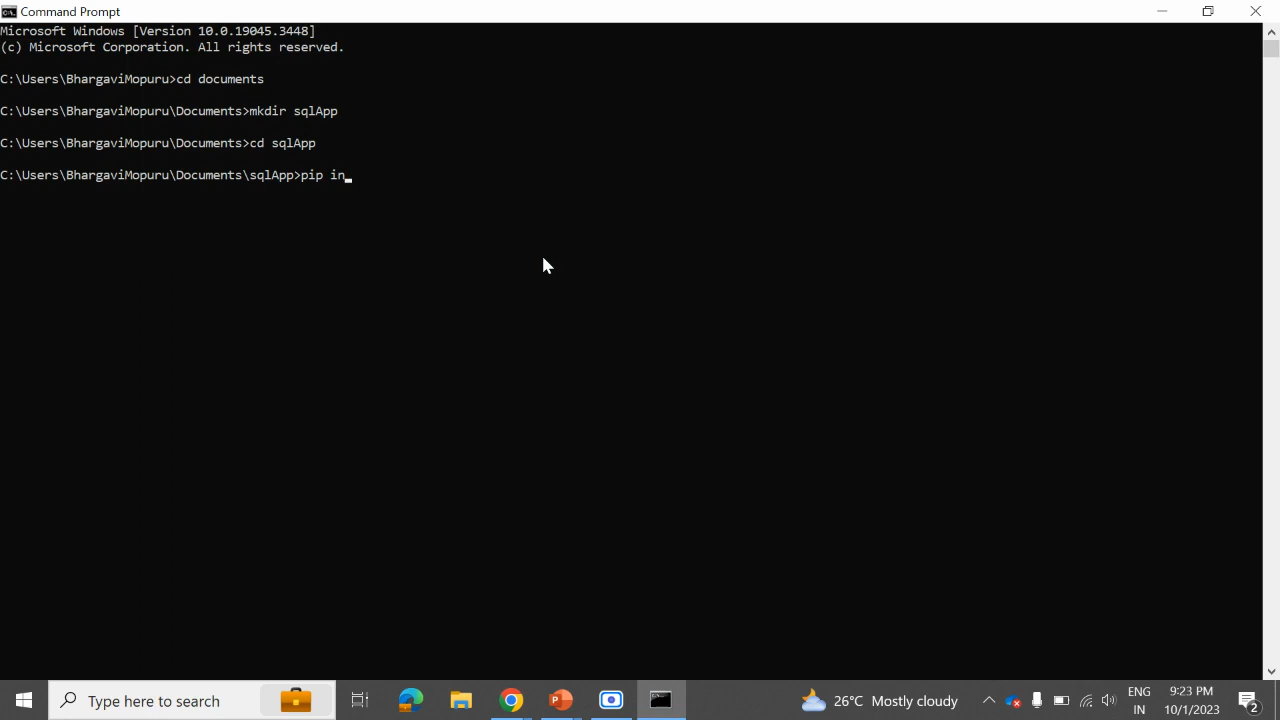 Command Prompt
Microsoft Windows [Version 10.0.19045.3448]
(c) Microsoft Corporation. All rights reserved.
C:\Users\BhargaviMopuru>cd documents
C:\Users\BhargaviMopuru\Documents>mkdir sqlApp
C:\Users\BhargaviMopuru\Documents>cd sqlApp
C:\Users\BhargaviMopuru\Documents\sqlApp>pip in_
Type here to search
26°C Mostly cloudy
ENG
IN
9:23 PM
10/1/2023
2